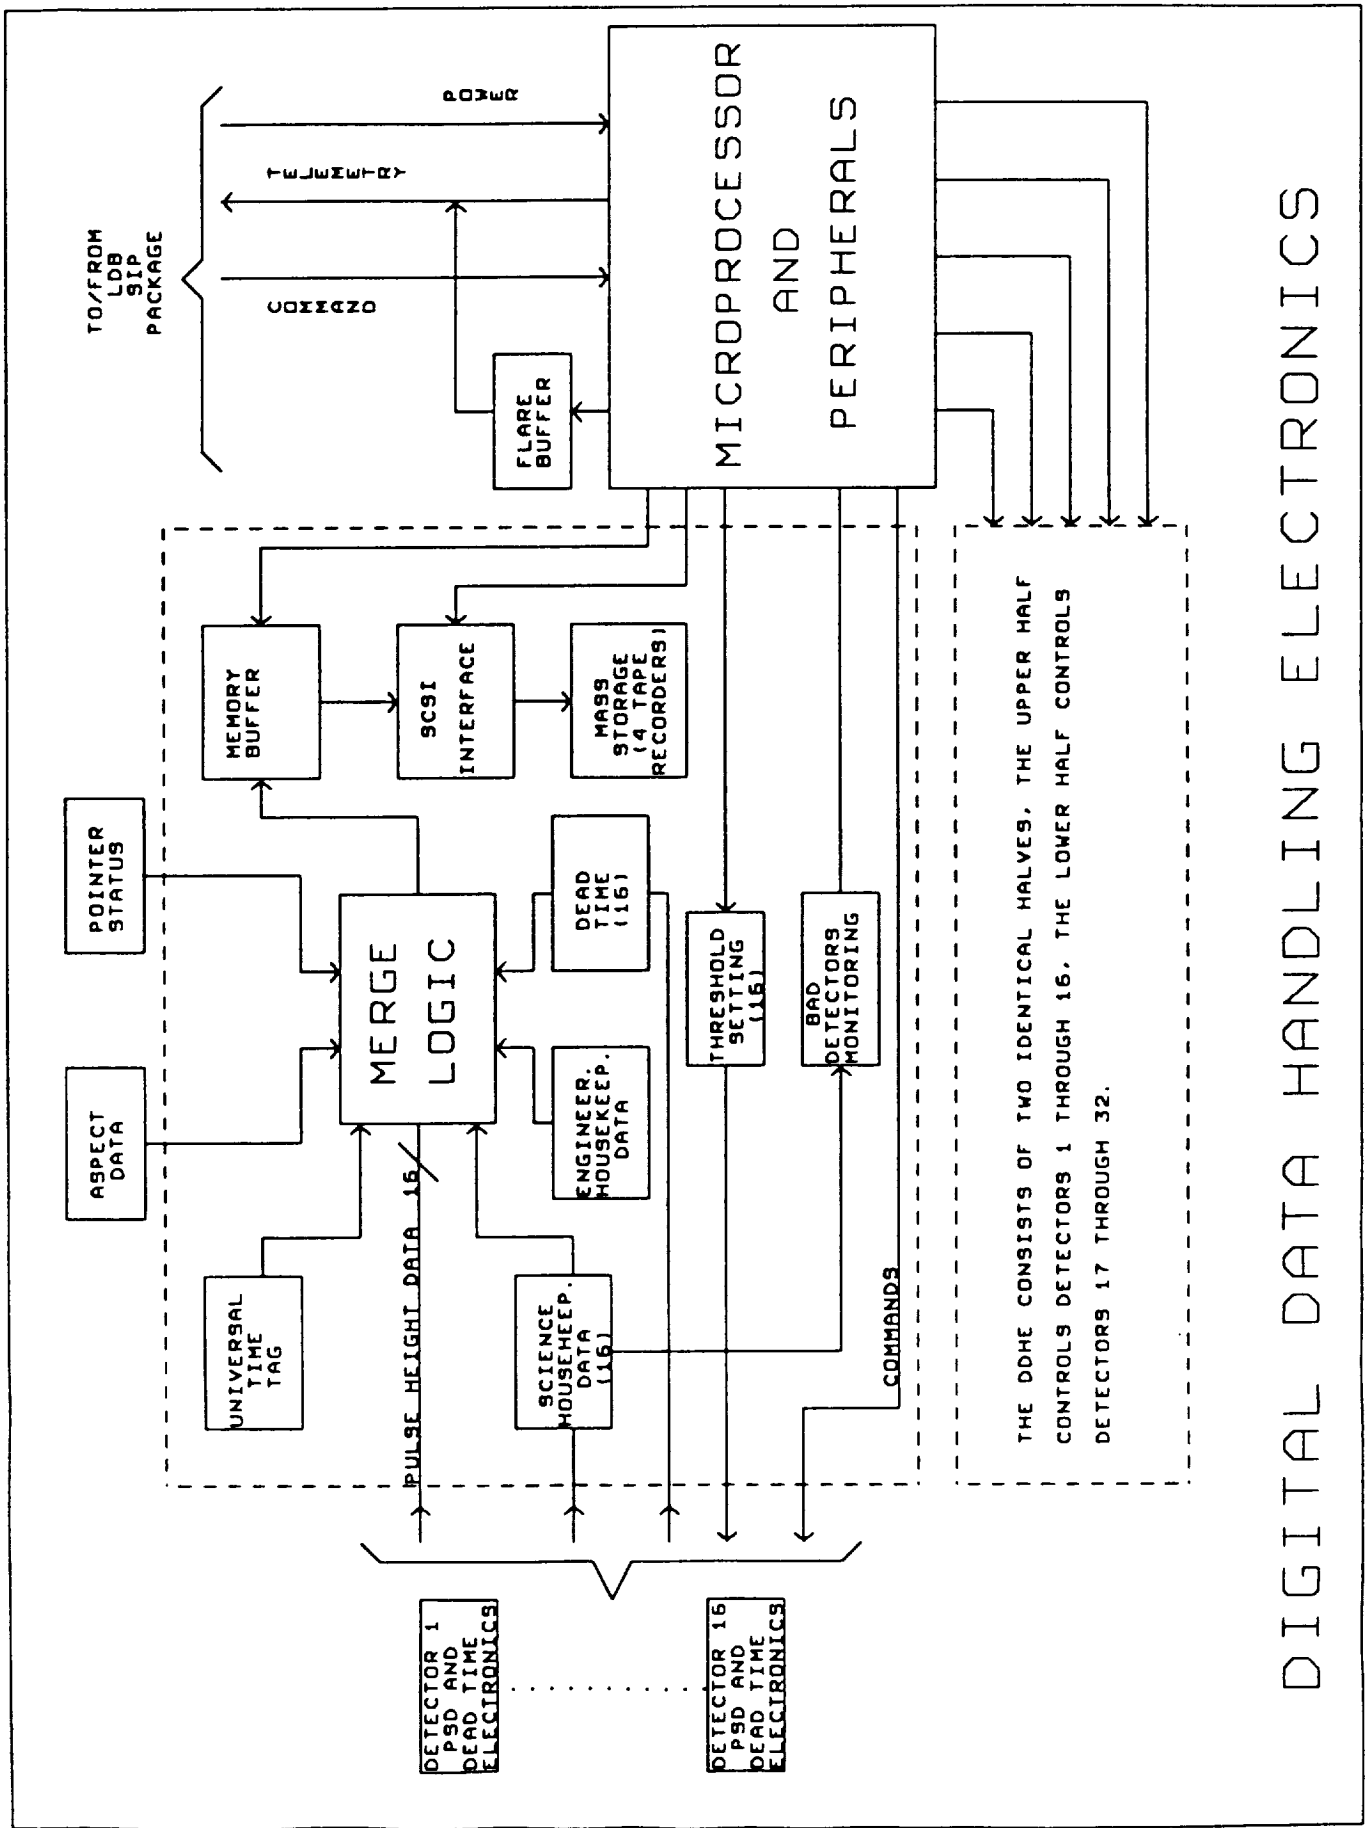 TO/FROM
LDB
SIP
PACKAGE
POWER
TELEMETRY
COMMAND
POINTER
STATUS
ASPECT
DATA
UNIVERSAL
TIME
TAG
MEMORY
BUFFER
FLARE
BUFFER
MERGE
LOGIC
SCSI
INTERFACE
MASS
STORAGE
(4 TAPE
RECORDERS)
MICROPROCESSOR
AND
PERIPHERALS
PULSE HEIGHT DATA 16
DETECTOR 1
PSD AND
DEAD TIME
ELECTRONICS
SCIENCE
HOUSEHEEP.
DATA
(16)
ENGINEER.
HOUSEKEEP.
DATA
DEAD
TIME
(16)
THRESHOLD
SETTING
(16)
DETECTOR 16
PSD AND
DEAD TIME
ELECTRONICS
BAD
DETECTORS
MONITORING
COMMANDS
THE DDHE CONSISTS OF TWO IDENTICAL HALVES. THE UPPER HALF
CONTROLS DETECTORS 1 THROUGH 16. THE LOWER HALF CONTROLS
DETECTORS 17 THROUGH 32.
DIGITAL DATA HANDLING ELECTRONICS